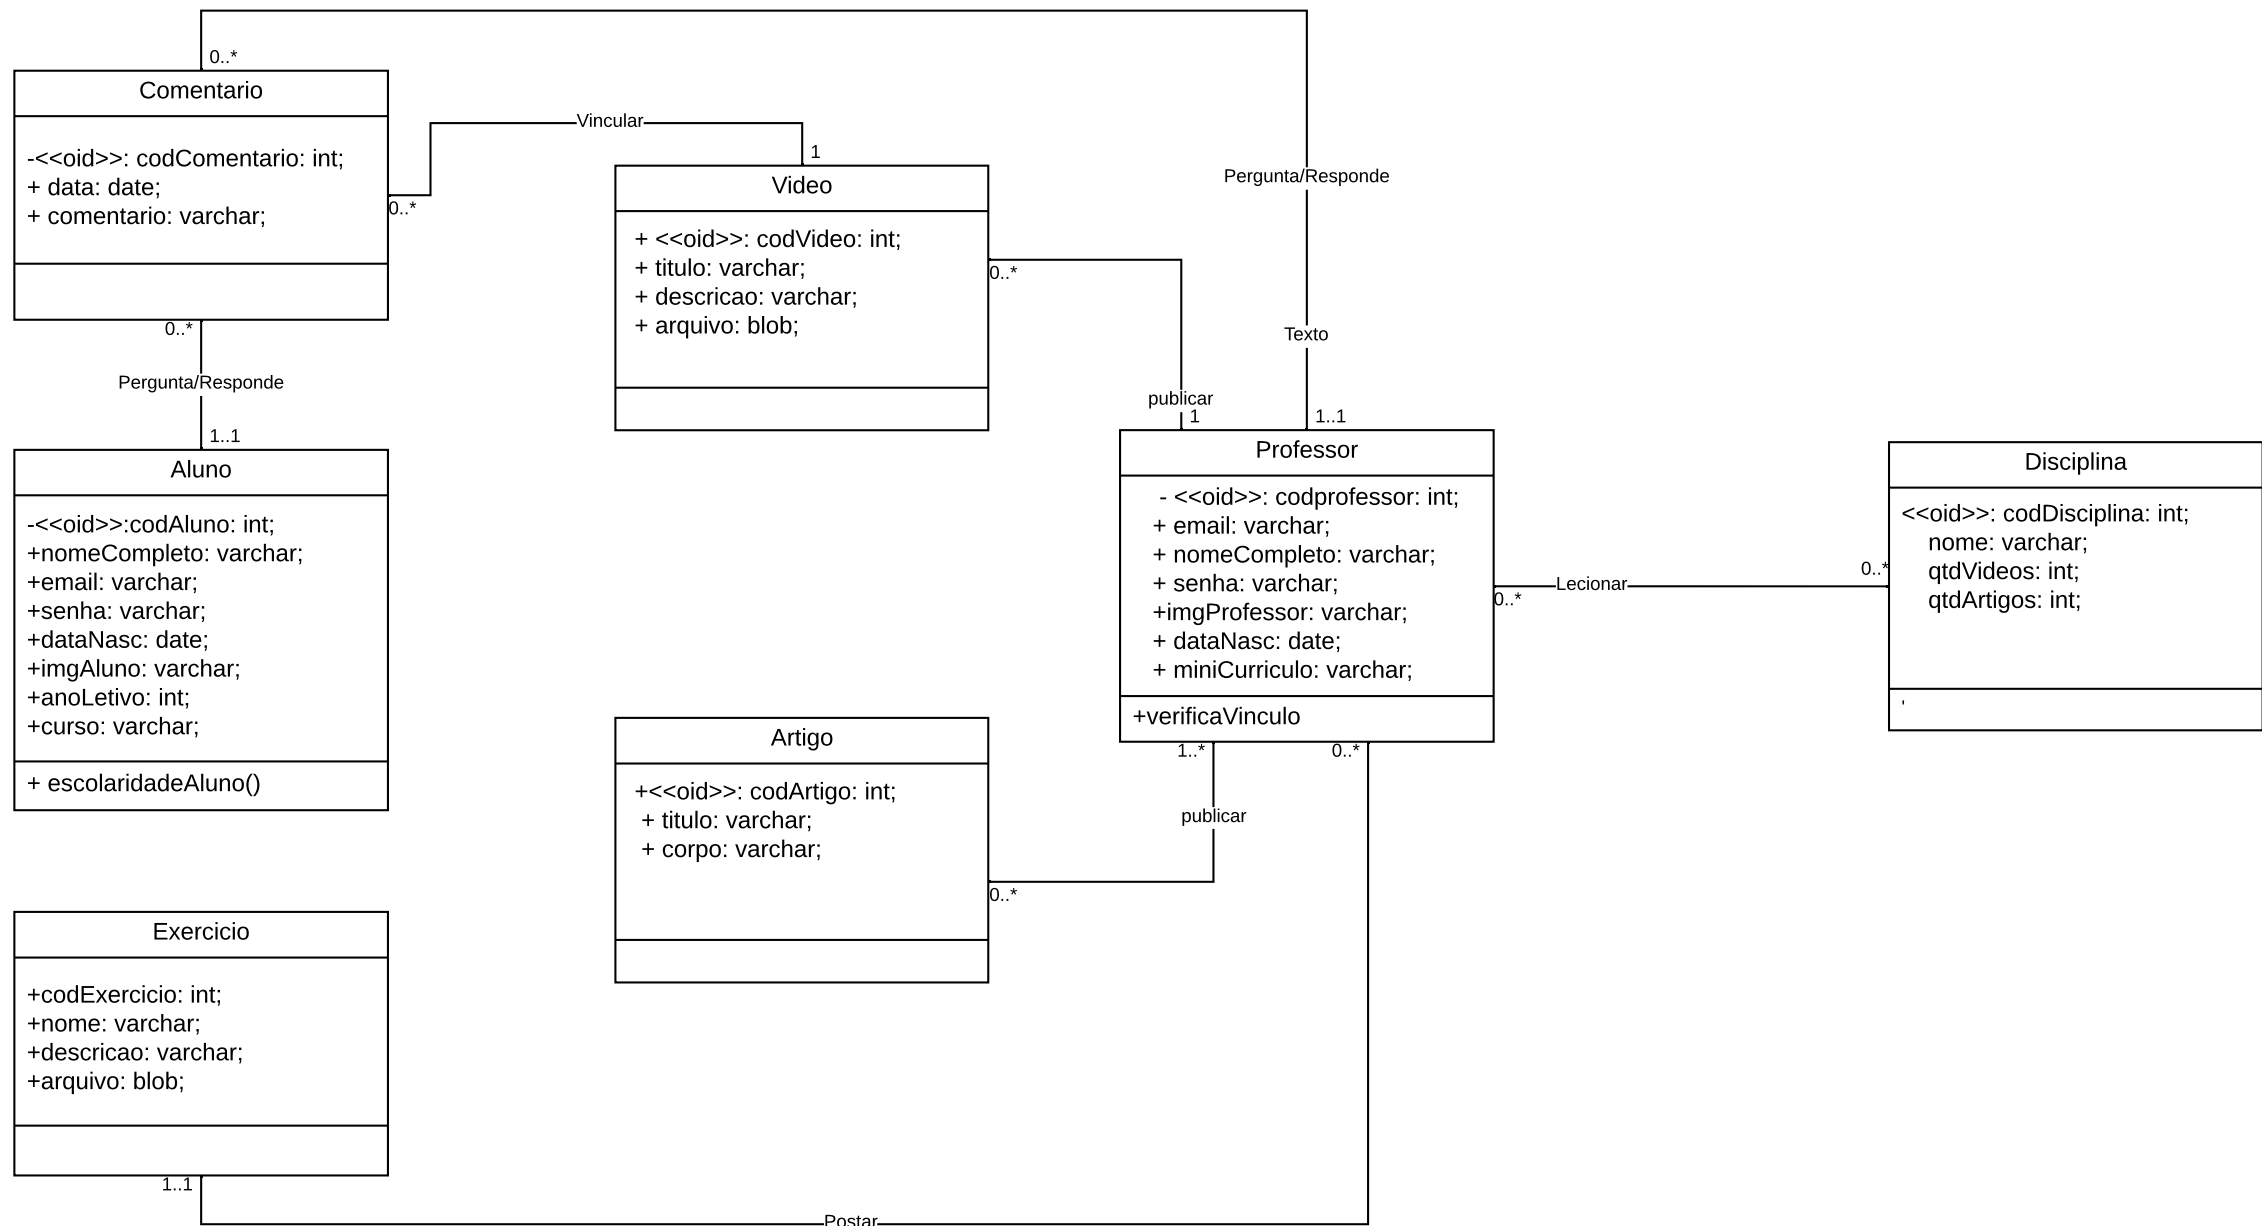 0..*
Comentario
-<<oid>>: codComentario: int;
+ data: date;
+ comentario: varchar;
0..*
Vincular
1
Video
+ <<oid>>: codVideo: int;
+ titulo: varchar;
+ descricao: varchar;
+ arquivo: blob;
0..*
publicar
1
Pergunta/Responde
Texto
1..1
0..*
Pergunta/Responde
1..1
Aluno
-<<oid>>:codAluno: int;
+nomeCompleto: varchar;
+email: varchar;
+senha: varchar;
+dataNasc: date;
+imgAluno: varchar;
+anoLetivo: int;
+curso: varchar;
+ escolaridadeAluno()
Professor
- <<oid>>: codprofessor: int;
+ email: varchar;
+ nomeCompleto: varchar;
+ senha: varchar;
+imgProfessor: varchar;
+ dataNasc: date;
+ miniCurriculo: varchar;
+verificaVinculo
0..*
Lecionar
0..*
Disciplina
<<oid>>: codDisciplina: int;
nome: varchar;
qtdVideos: int;
qtdArtigos: int;
'
1..*
0..*
publicar
Artigo
+<<oid>>: codArtigo: int;
+ titulo: varchar;
+ corpo: varchar;
0..*
Exercicio
+codExercicio: int;
+nome: varchar;
+descricao: varchar;
+arquivo: blob;
1..1
Postar